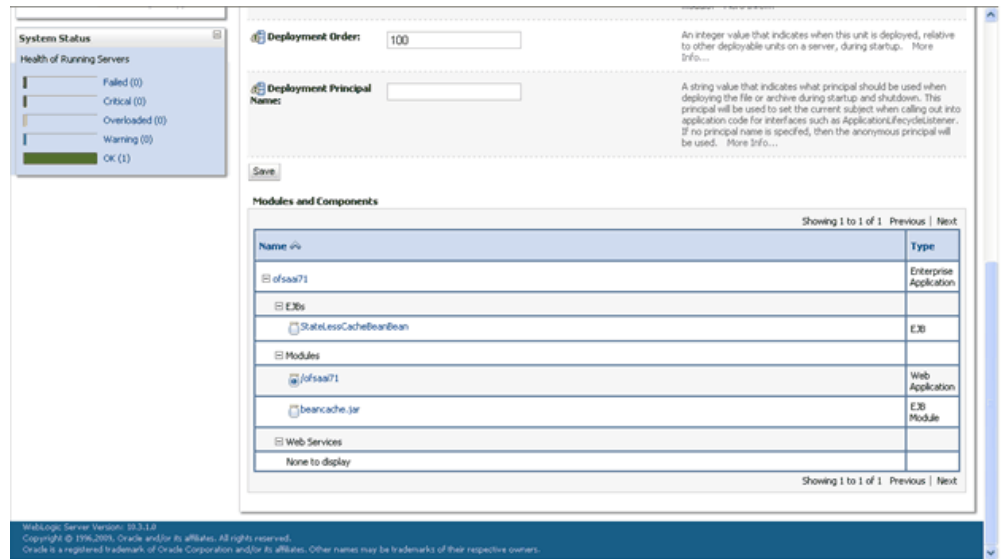 System Status
Health of Running Servers
Failed (0)
Critical (0)
Overloaded (0)
Warning (0)
OK (1)
More Info...
Deployment Order:
100
An integer value that indicates when this unit is deployed, relative
to other deployable units on a server, during startup. More
Info...
Deployment Principal
Name:
A string value that indicates what principal should be used when
deploying the file or archive during startup and shutdown. This
principal will be used to set the current subject when calling out into
application code for interfaces such as ApplicationLifecycleListener.
If no principal name is specifed, then the anonymous principal will
be used. More Info...
Save
Modules and Components
Showing 1 to 1 of 1 Previous | Next
Name Type
ofsaai71 Enterprise
Application
EJBs
StateLessCacheBeanBean EJB
Modules
/ofsaai71 Web
Application
beancache.jar EJB
Module
Web Services
None to display
Showing 1 to 1 of 1 Previous | Next
WebLogic Server Version: 10.3.1.0
Copyright © 1996,2009, Oracle and/or its affiliates. All rights reserved.
Oracle is a registered trademark of Oracle Corporation and/or its affiliates. Other names may be trademarks of their respective owners.